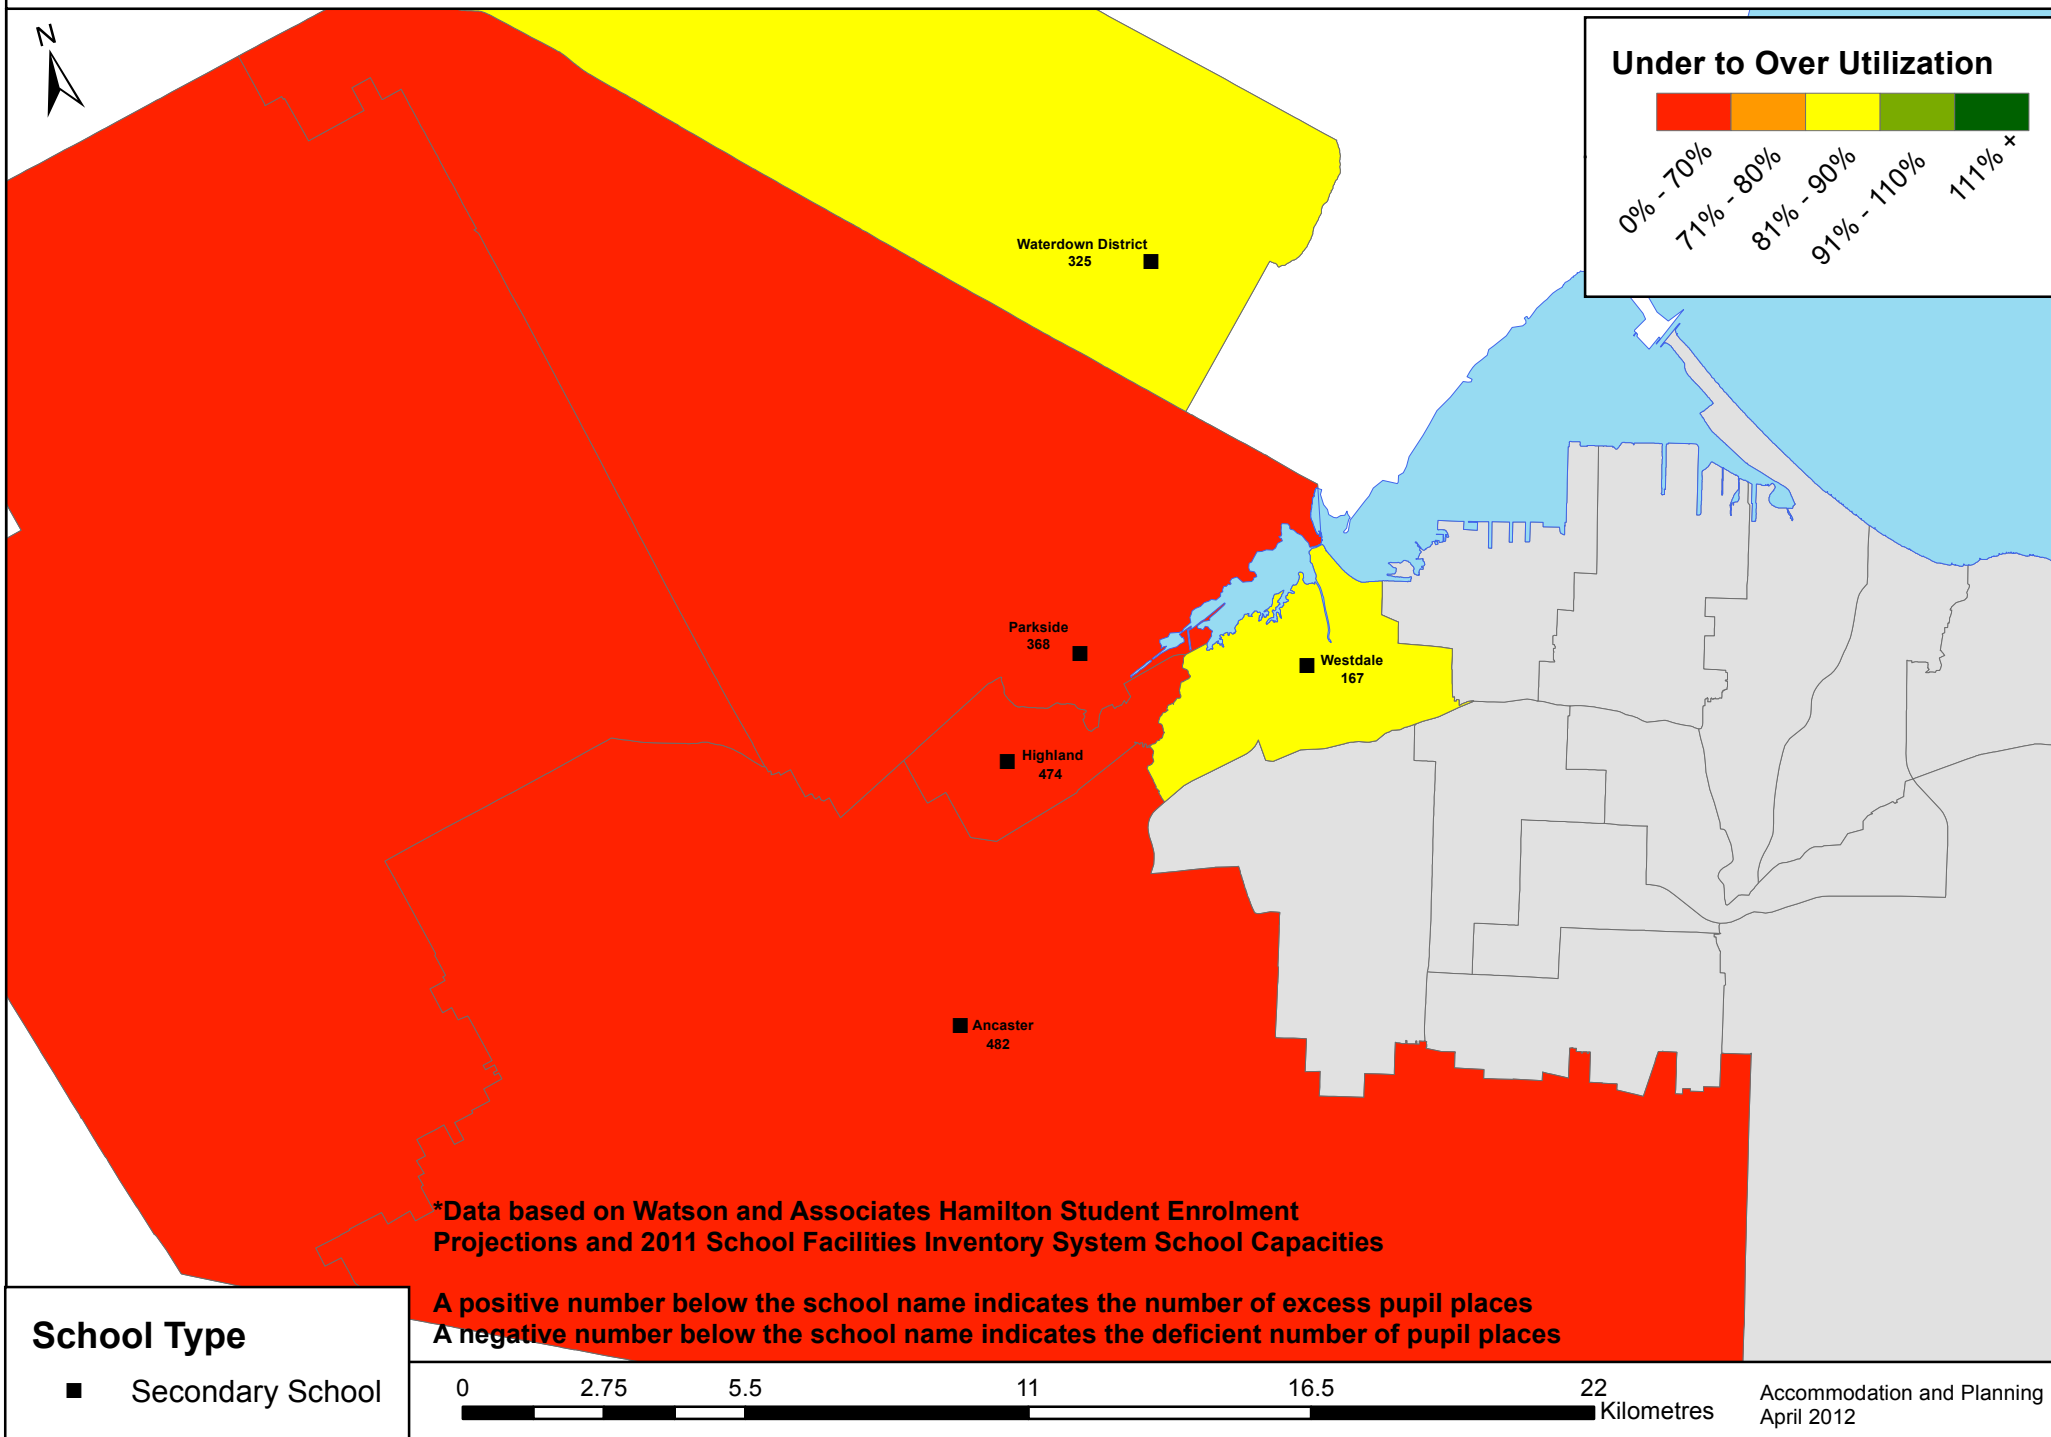 N
Under to Over Utilization
0% - 70%
71% - 80%
81% - 90%
91% - 110%
111% +
Waterdown District
325
Parkside
368
Westdale
167
Highland
474
Ancaster
482
*Data based on Watson and Associates Hamilton Student Enrolment
Projections and 2011 School Facilities Inventory System School Capacities
A positive number below the school name indicates the number of excess pupil places
A negative number below the school name indicates the deficient number of pupil places
School Type
Secondary School
0 2.75 5.5 11 16.5 22
Kilometres
Accommodation and Planning
April 2012